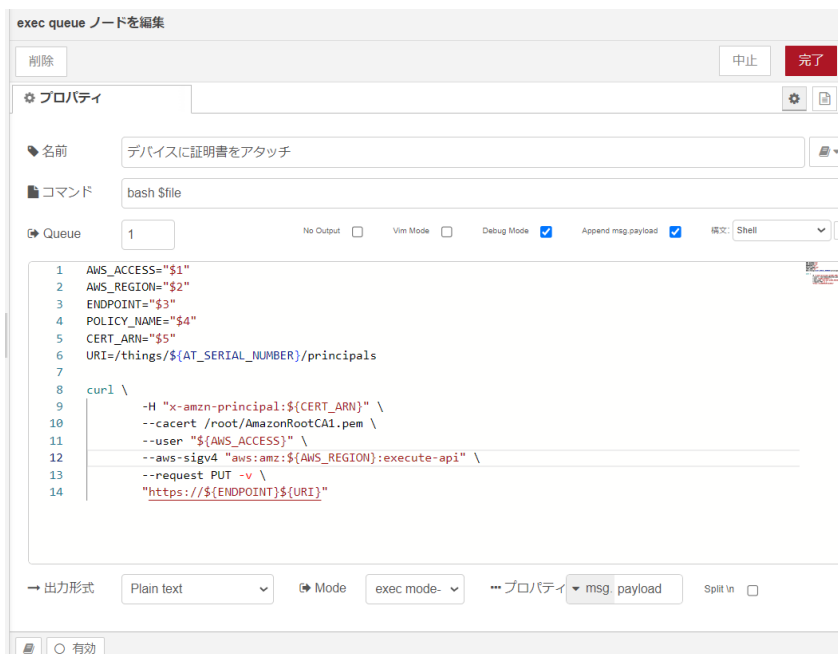 exec queue ノードを編集
削除
中止
完了
プロパティ
名前
デバイスに証明書をアタッチ
コマンド
bash $file
Queue
1
No Output
Vim Mode
Debug Mode
Append msg.payload
構文:
Shell
1 AWS_ACCESS="$1"
2 AWS_REGION="$2"
3 ENDPOINT="$3"
4 POLICY_NAME="$4"
5 CERT_ARN="$5"
6 URI=/things/${AT_SERIAL_NUMBER}/principals
7
8 curl \
9 -H "x-amzn-principal:${CERT_ARN}" \
10 --cacert /root/AmazonRootCA1.pem \
11 --user "${AWS_ACCESS}" \
12 --aws-sigv4 "aws:amz:${AWS_REGION}:execute-api" \
13 --request PUT -v \
14 "https://${ENDPOINT}${URI}"
出力形式
Plain text
Mode
exec mode-
プロパティ
msg. payload
Split \n
有効